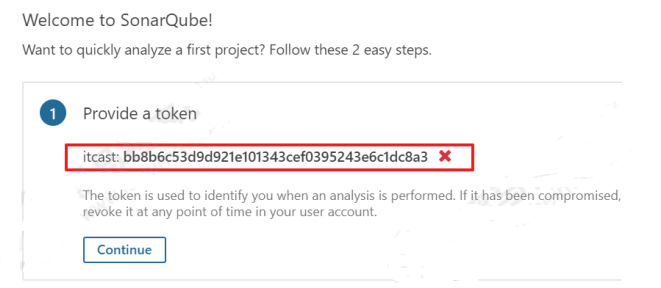 Welcome to SonarQube!
Want to quickly analyze a first project? Follow these 2 easy steps.
1 Provide a token
itcast: bb8b6c53d9d921e101343cef0395243e6c1dc8a3 ✖
The token is used to identify you when an analysis is performed. If it has been compromised,
revoke it at any point of time in your user account.
Continue